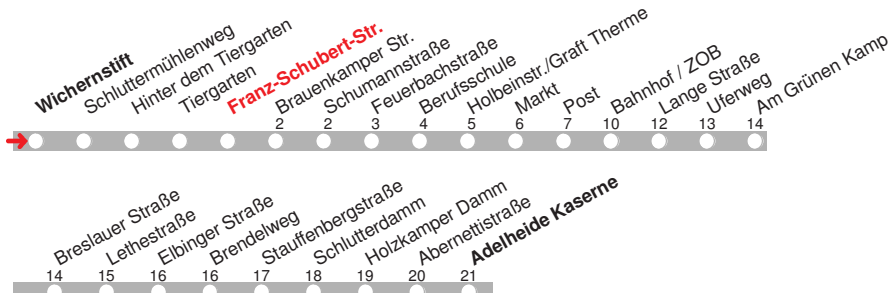 Wichernstift
Schluttermühlenweg
Hinter dem Tiergarten
Tiergarten
Franz-Schubert-Str.
Brauenkamper Str.
Schumannstraße
Feuerbachstraße
Berufsschule
Holbeinstr./Graft Therme
Markt
Post
Bahnhof / ZOB
Lange Straße
Uferweg
Am Grünen Kamp
2 2 3 4 5 6 7 10 12 13 14
Breslauer Straße
Lethestraße
Elbinger Straße
Brendelweg
Stauffenbergstraße
Schlutterdamm
Holzkamper Damm
Abernettistraße
Adelheide Kaserne
14 15 16 16 17 18 19 20 21